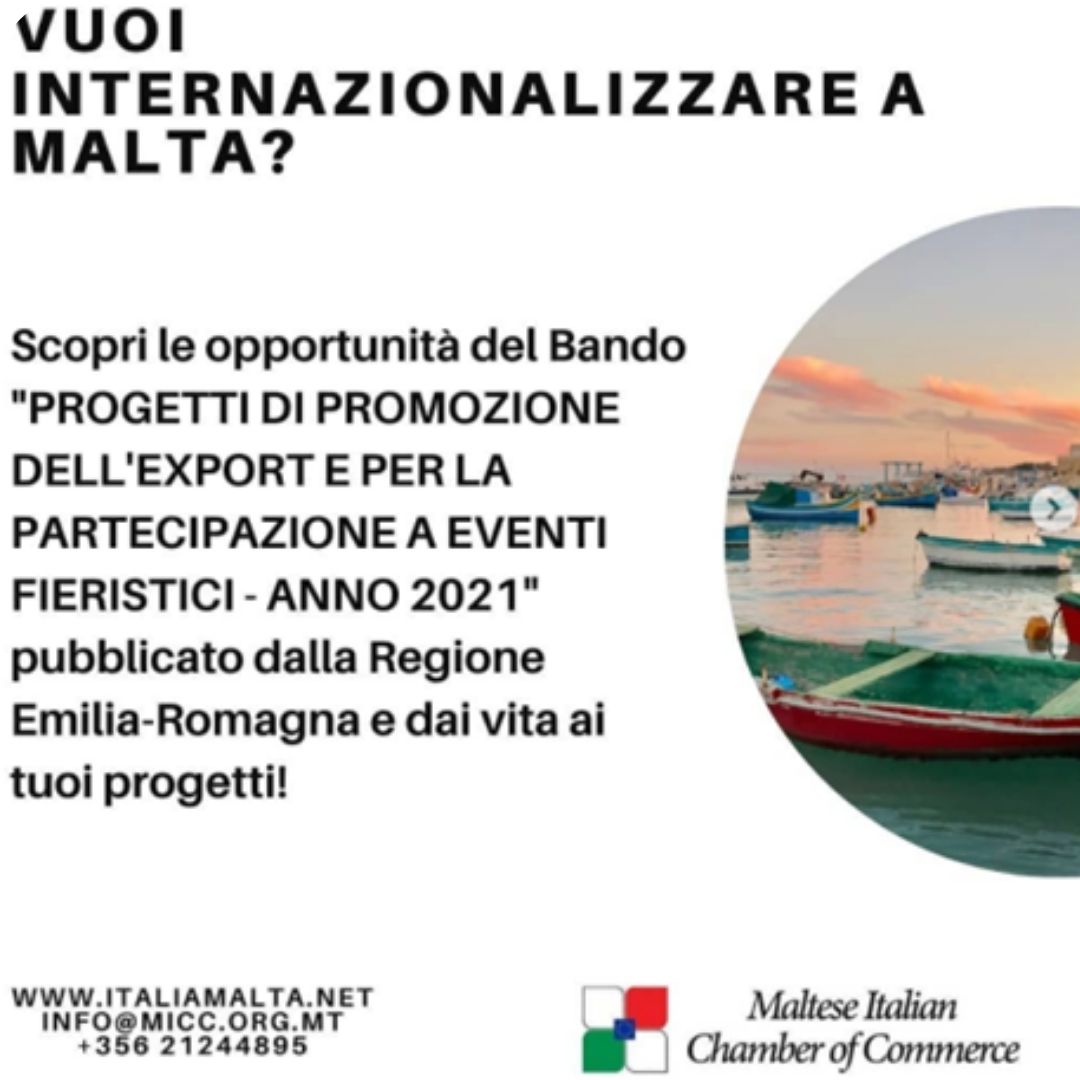 VUOI
INTERNAZIONALIZZARE A
MALTA?
Scopri le opportunità del Bando
"PROGETTI DI PROMOZIONE
DELL'EXPORT E PER LA
PARTECIPAZIONE A EVENTI
FIERISTICI - ANNO 2021"
pubblicato dalla Regione
Emilia-Romagna e dai vita ai
tuoi progetti!
WWW.ITALIAMALTA.NET
INFO@MICC.ORG.MT
+356 21244895
Maltese Italian
Chamber of Commerce